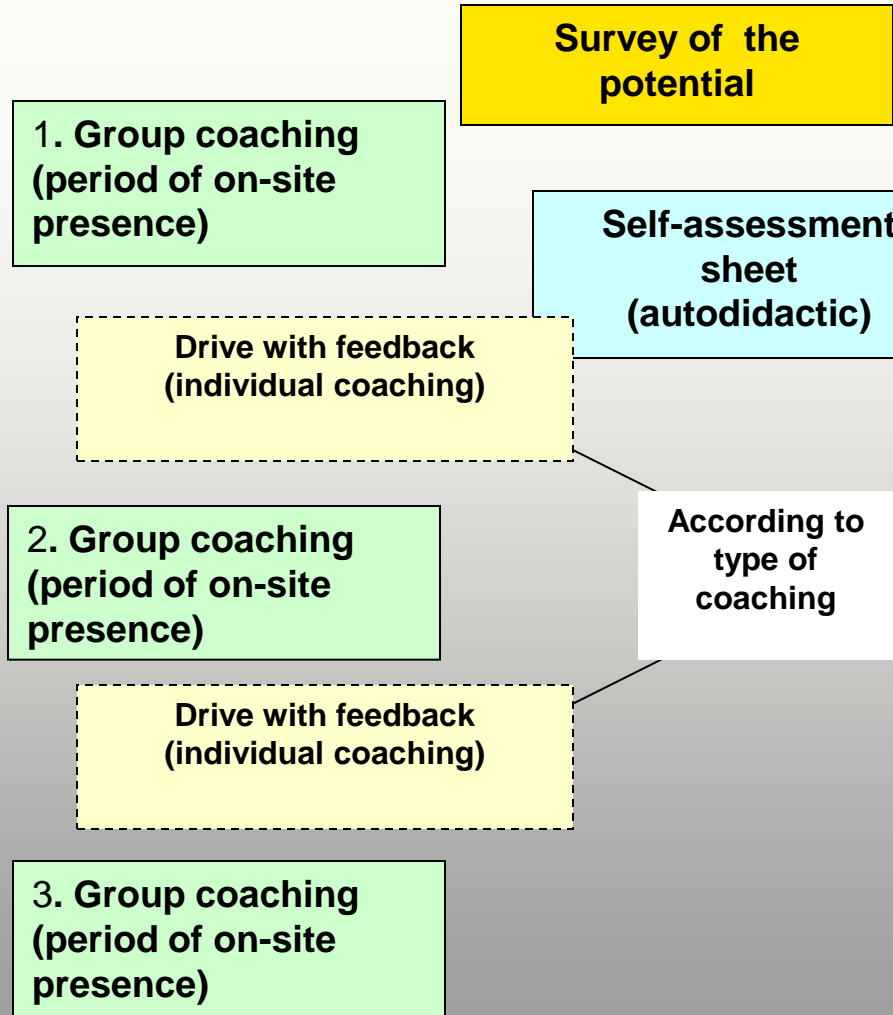 Survey of the
potential
1. Group coaching
(period of on-site
presence)
Self-assessment
sheet
(autodidactic)
Drive with feedback
(individual coaching)
According to
type of
coaching
2. Group coaching
(period of on-site
presence)
Drive with feedback
(individual coaching)
3. Group coaching
(period of on-site
presence)